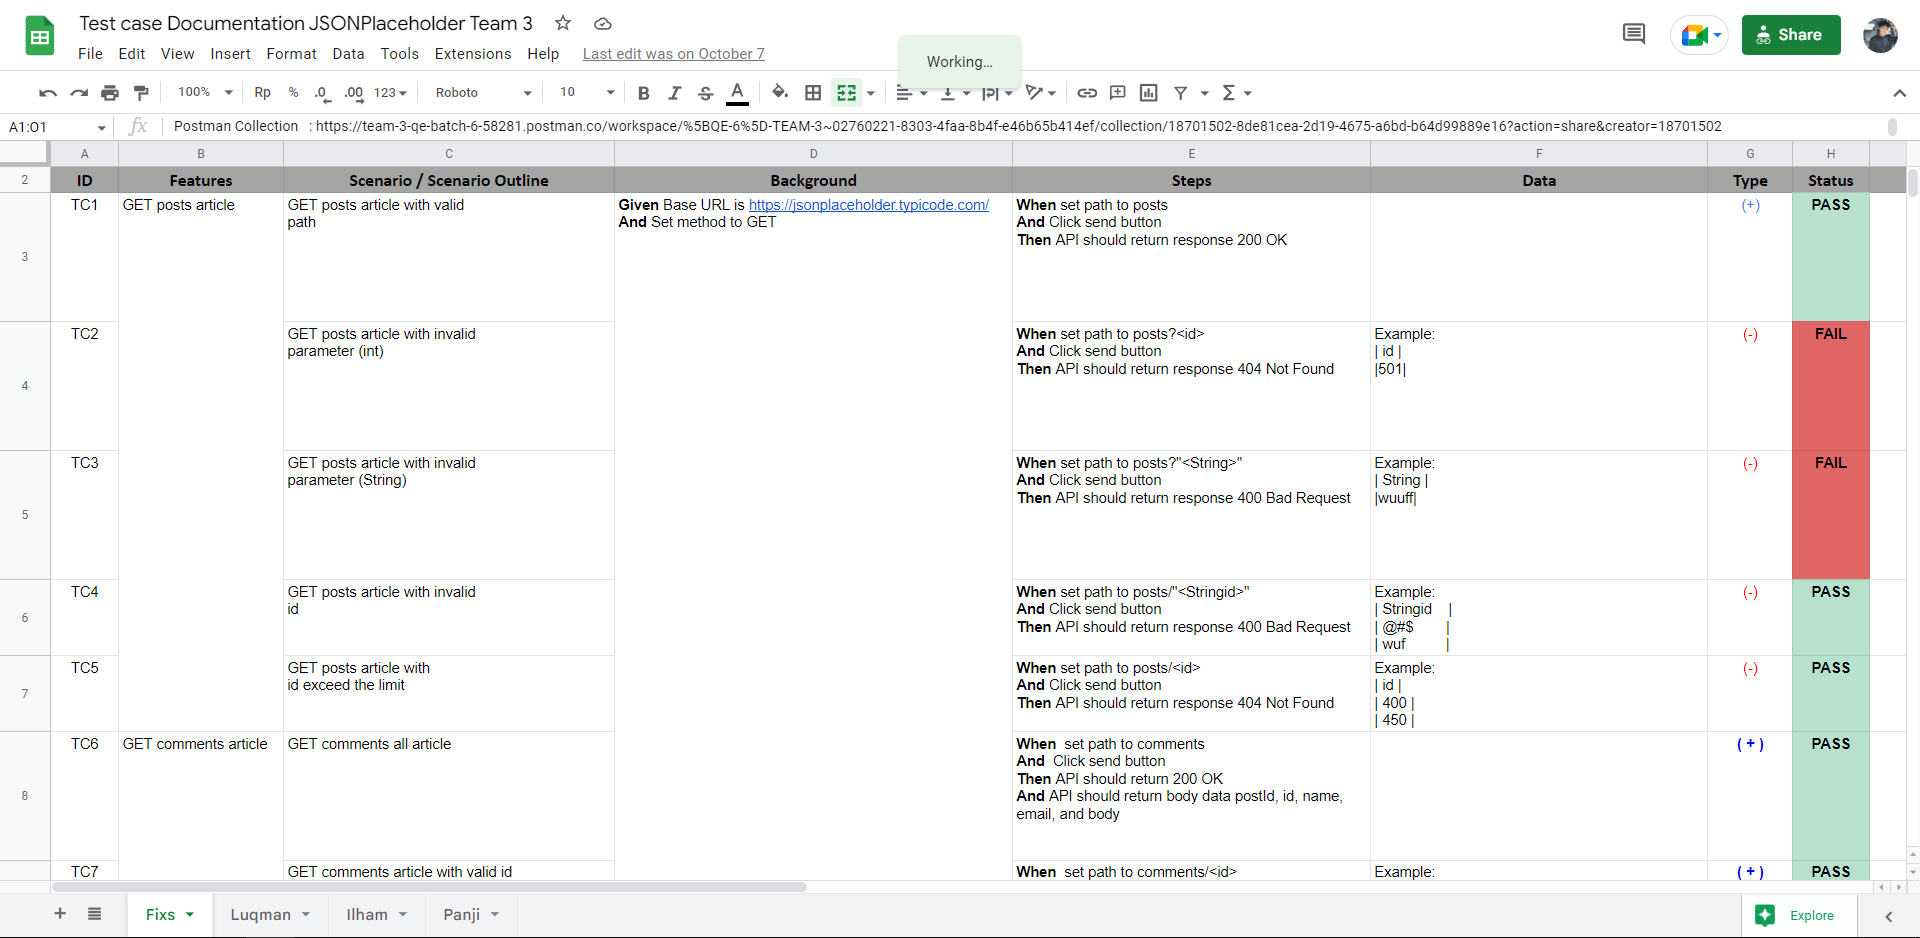 Test case Documentation JSONPlaceholder Team 3
File Edit View Insert Format Data Tools Extensions Help Last edit was on October 7
Working...
Share
100% Rp % .0 .00 123 Roboto 10 B I S A Σ
A1:O1 fx Postman Collection : https://team-3-qe-batch-6-58281.postman.co/workspace/%5BQE-6%5D-TEAM-3~02760221-8303-4faa-8b4f-e46b65b414ef/collection/18701502-8de81cea-2d19-4675-a6bd-b64d99889e16?action=share&creator=18701502
A B C D E F G H
2 ID Features Scenario / Scenario Outline Background Steps Data Type Status
3
TC1
GET posts article
GET posts article with valid
path
Given Base URL is https://jsonplaceholder.typicode.com/
And Set method to GET
When set path to posts
And Click send button
Then API should return response 200 OK
(+)
PASS
4
TC2
GET posts article with invalid
parameter (int)
When set path to posts?<id>
And Click send button
Then API should return response 404 Not Found
Example:
| id |
|501|
(-)
FAIL
5
TC3
GET posts article with invalid
parameter (String)
When set path to posts?"<String>"
And Click send button
Then API should return response 400 Bad Request
Example:
| String |
|wuuff|
(-)
FAIL
6
TC4
GET posts article with invalid
id
When set path to posts/"<Stringid>"
And Click send button
Then API should return response 400 Bad Request
Example:
| Stringid |
| @#$ |
| wuf |
(-)
PASS
7
TC5
GET posts article with
id exceed the limit
When set path to posts/<id>
And Click send button
Then API should return response 404 Not Found
Example:
| id |
| 400 |
| 450 |
(-)
PASS
8
TC6
GET comments article
GET comments all article
When set path to comments
And Click send button
Then API should return 200 OK
And API should return body data postId, id, name,
email, and body
( + )
PASS
TC7
GET comments article with valid id
When set path to comments/<id>
Example:
( + )
PASS
Fixs Luqman Ilham Panji
Explore